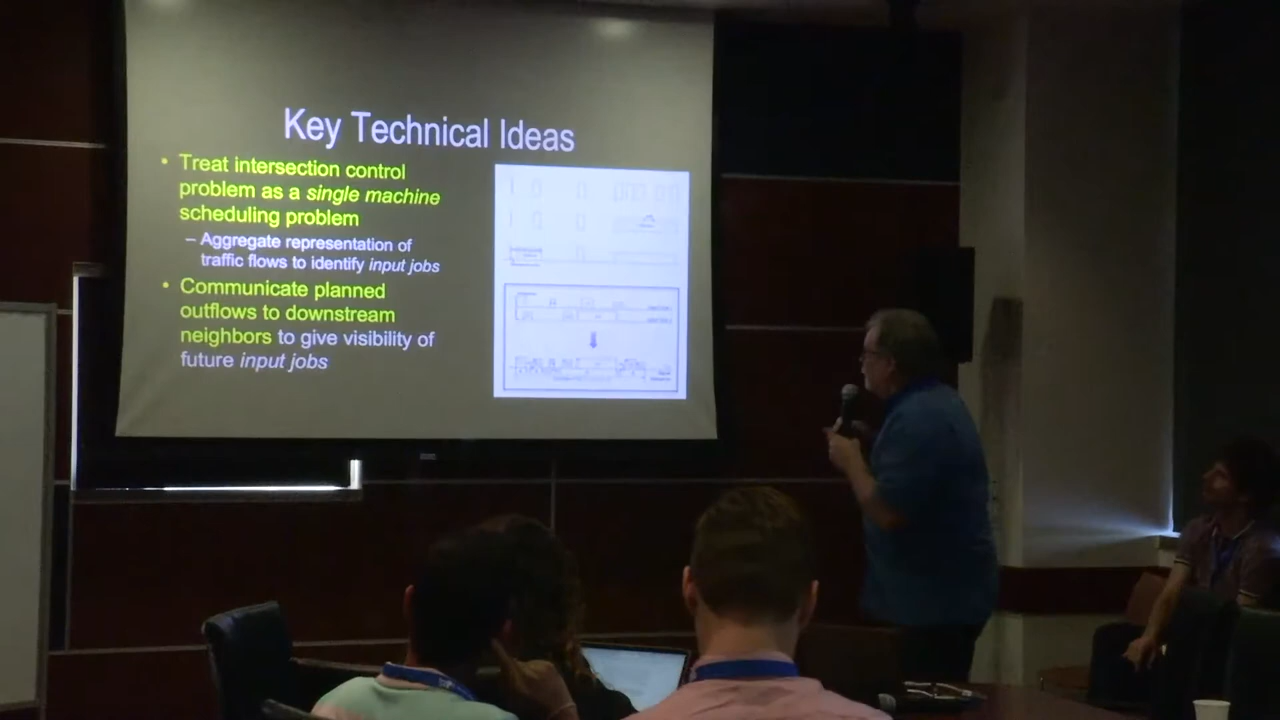 Key Technical Ideas
• Treat intersection control
problem as a single machine
scheduling problem
– Aggregate representation of
traffic flows to identify input jobs
• Communicate planned
outflows to downstream
neighbors to give visibility of
future input jobs